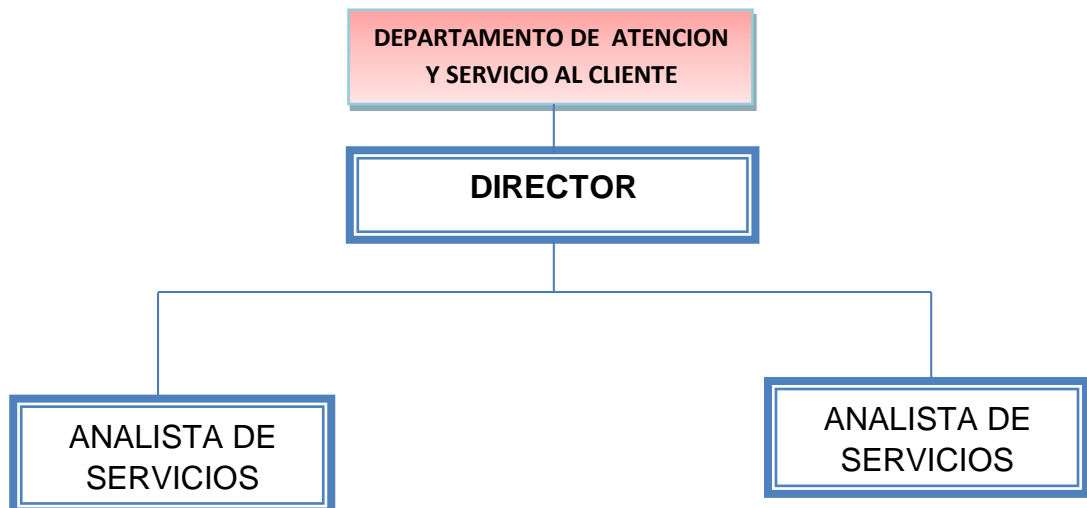 DEPARTAMENTO DE ATENCION
Y SERVICIO AL CLIENTE
DIRECTOR
ANALISTA DE
SERVICIOS
ANALISTA DE
SERVICIOS